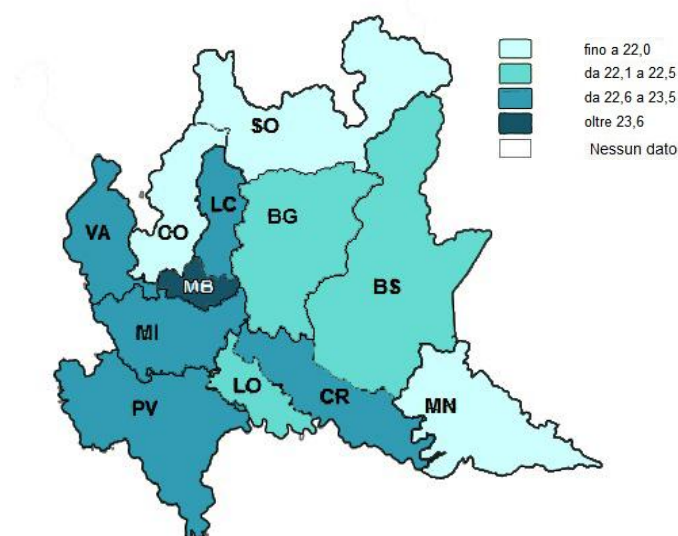 fino a 22,0
da 22,1 a 22,5
da 22,6 a 23,5
oltre 23,6
Nessun dato
SO
LC
BG
VA
CO
MB
BS
MI
LO
CR
PV
MN